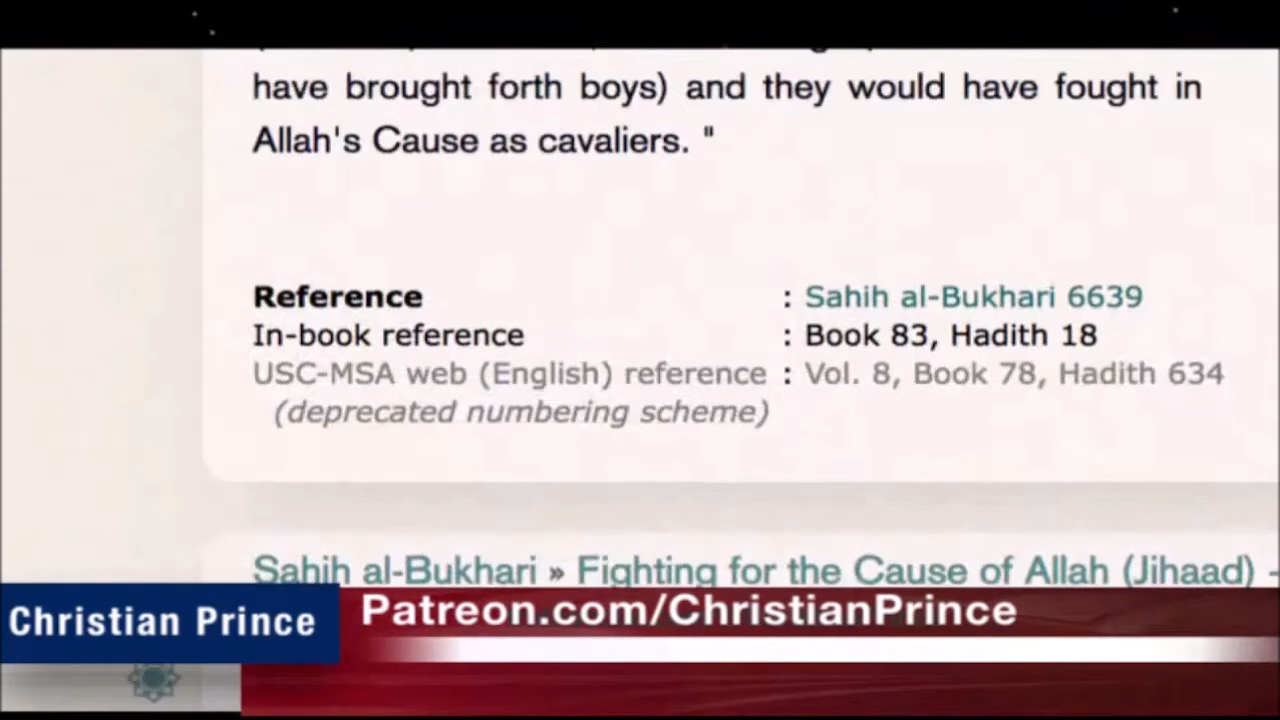 have brought forth boys) and they would have fought in
Allah's Cause as cavaliers. "
Reference : Sahih al-Bukhari 6639
In-book reference : Book 83, Hadith 18
USC-MSA web (English) reference : Vol. 8, Book 78, Hadith 634
(deprecated numbering scheme)
Sahih al-Bukhari » Fighting for the Cause of Allah (Jihaad) -
Christian Prince
Patreon.com/ChristianPrince